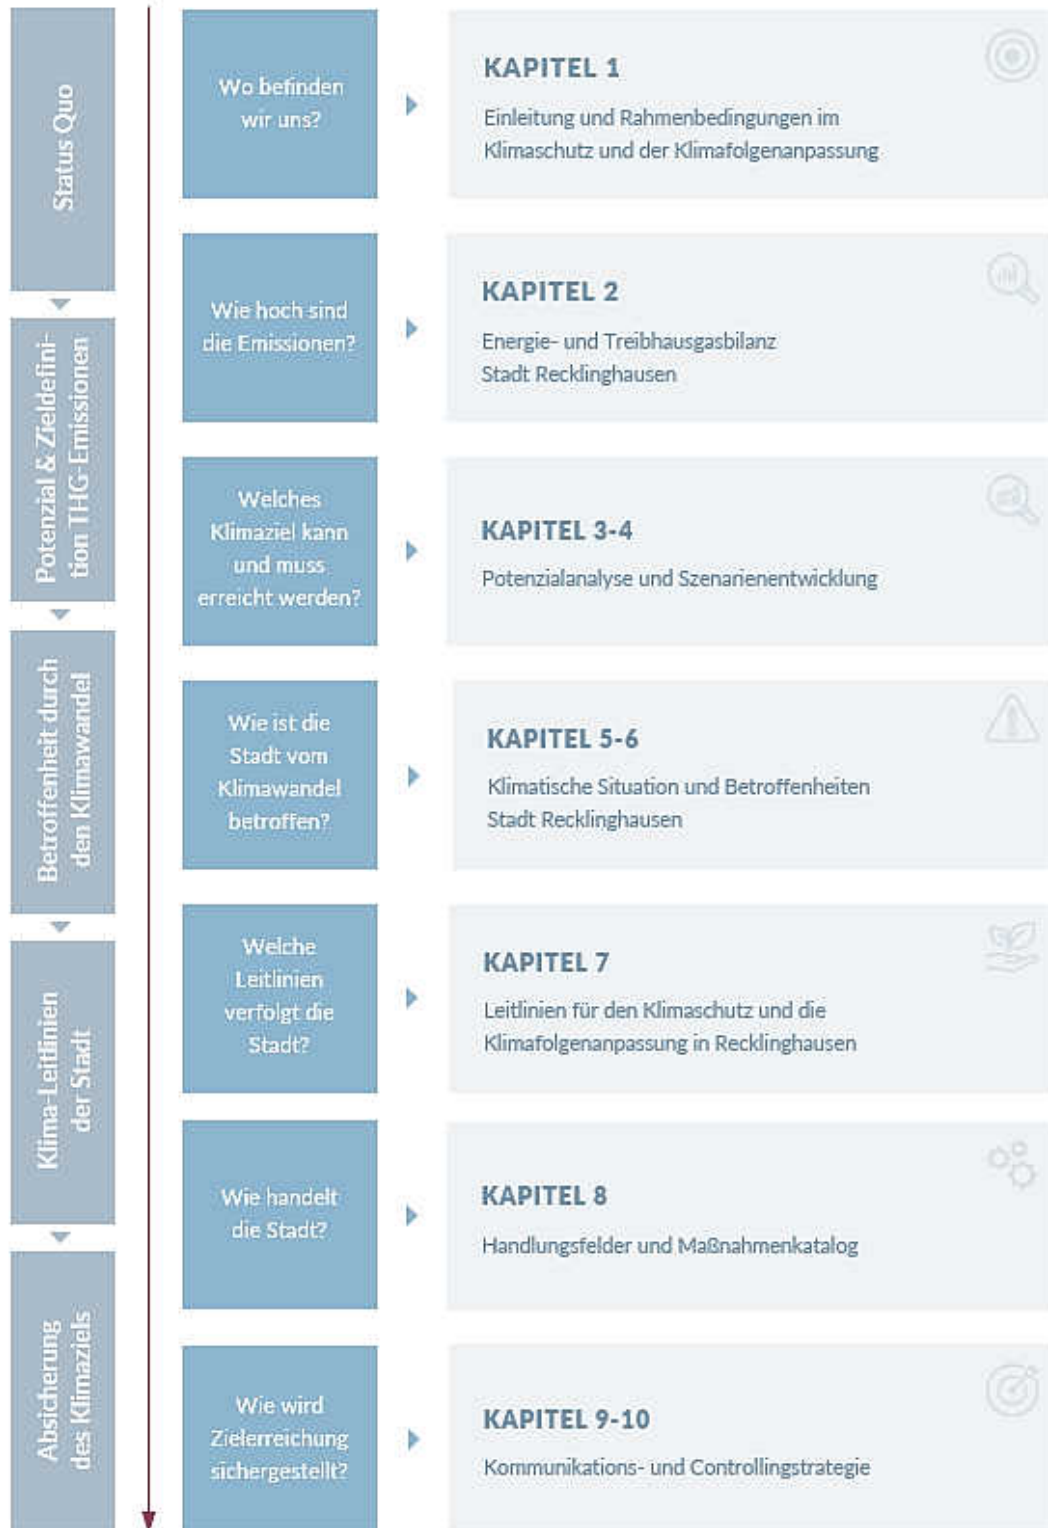 Status Quo
Potenzial & Zieldefini-
tion THG-Emissionen
Betroffenheit durch
den Klimawandel
Klima-Leitlinien
der Stadt
Absicherung
des Klimaziels
Wo befinden
wir uns?
KAPITEL 1
Einleitung und Rahmenbedingungen im
Klimaschutz und der Klimafolgenanpassung
Wie hoch sind
die Emissionen?
KAPITEL 2
Energie- und Treibhausgasbilanz
Stadt Recklinghausen
Welches
Klimaziel kann
und muss
erreicht werden?
KAPITEL 3-4
Potenzialanalyse und Szenarienentwicklung
Wie ist die
Stadt vom
Klimawandel
betroffen?
KAPITEL 5-6
Klimatische Situation und Betroffenheiten
Stadt Recklinghausen
Welche
Leitlinien
verfolgt die
Stadt?
KAPITEL 7
Leitlinien für den Klimaschutz und die
Klimafolgenanpassung in Recklinghausen
Wie handelt
die Stadt?
KAPITEL 8
Handlungsfelder und Maßnahmenkatalog
Wie wird
Zielerreichung
sichergestellt?
KAPITEL 9-10
Kommunikations- und Controllingstrategie